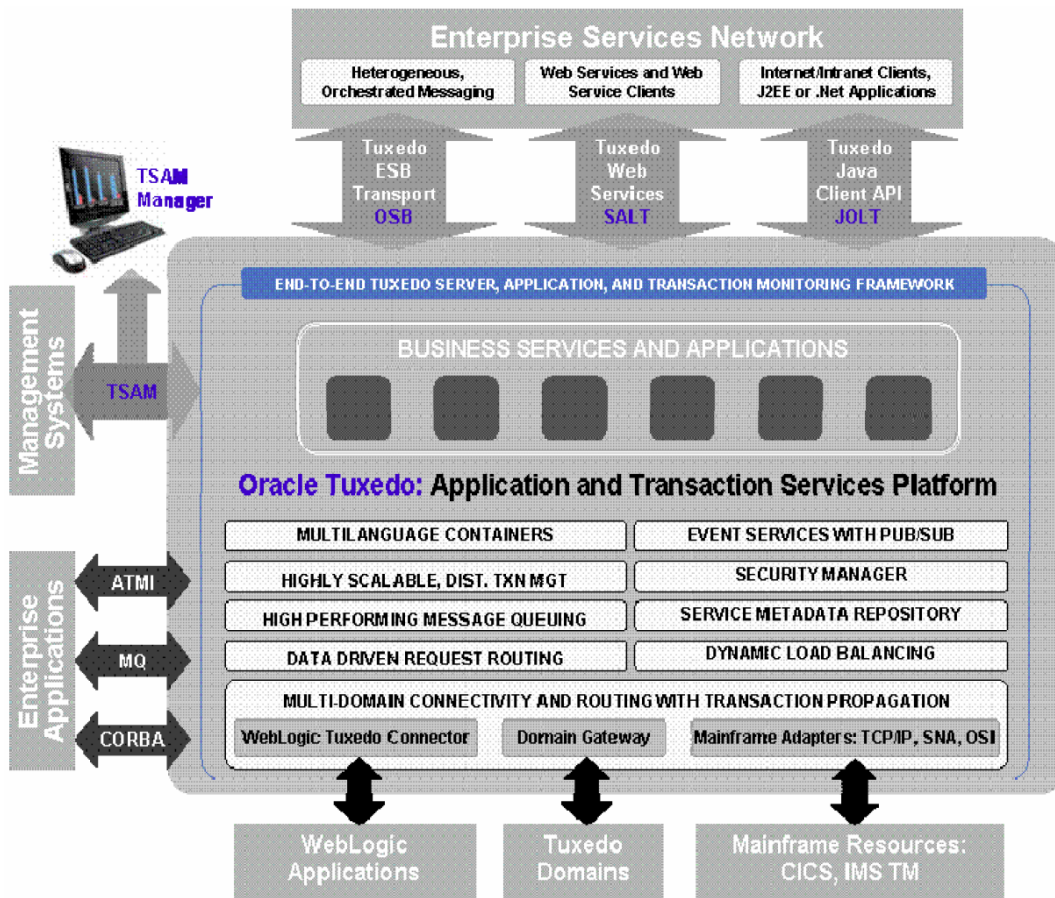 Enterprise Services Network
Heterogeneous,
Orchestrated Messaging
Web Services and Web
Service Clients
Internet/Intranet Clients,
J2EE or .Net Applications
Tuxedo
ESB
Transport
OSB
Tuxedo
Web
Services
SALT
Tuxedo
Java
Client API
JOLT
TSAM
Manager
END-TO-END TUXEDO SERVER, APPLICATION, AND TRANSACTION MONITORING FRAMEWORK
Management
Systems
TSAM
BUSINESS SERVICES AND APPLICATIONS
Oracle Tuxedo: Application and Transaction Services Platform
MULTILANGUAGE CONTAINERS
EVENT SERVICES WITH PUB/SUB
HIGHLY SCALABLE, DIST. TXN MGT
SECURITY MANAGER
HIGH PERFORMING MESSAGE QUEUING
SERVICE METADATA REPOSITORY
DATA DRIVEN REQUEST ROUTING
DYNAMIC LOAD BALANCING
Enterprise
Applications
ATMI
MQ
CORBA
MULTI-DOMAIN CONNECTIVITY AND ROUTING WITH TRANSACTION PROPAGATION
WebLogic Tuxedo Connector
Domain Gateway
Mainframe Adapters: TCP/IP, SNA, OSI
WebLogic
Applications
Tuxedo
Domains
Mainframe Resources:
CICS, IMS TM